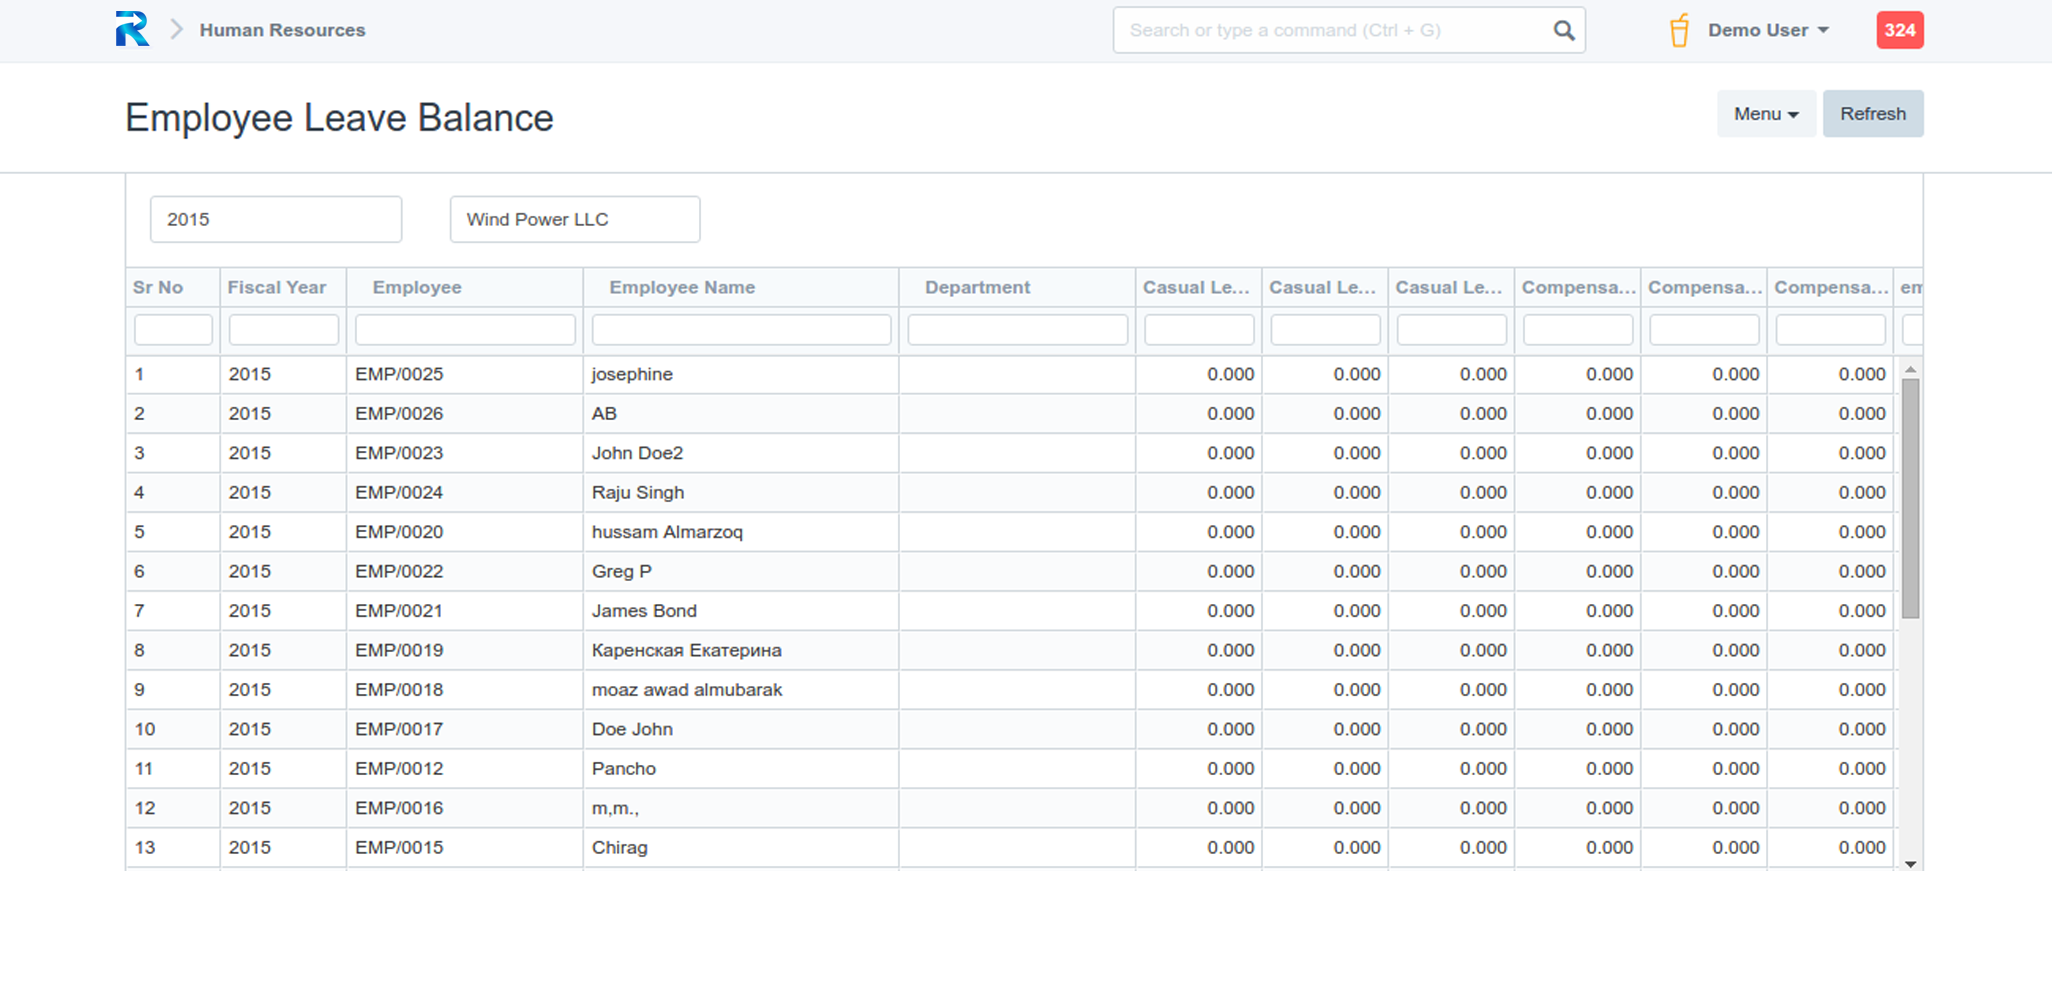 Human Resources
Search or type a command (Ctrl + G)
Demo User
324
Employee Leave Balance
Menu
Refresh
2015 Wind Power LLC
Sr No Fiscal Year Employee Employee Name Department Casual Le... Casual Le... Casual Le... Compensa... Compensa... Compensa... em
1 2015 EMP/0025 josephine 0.000 0.000 0.000 0.000 0.000 0.000
2 2015 EMP/0026 AB 0.000 0.000 0.000 0.000 0.000 0.000
3 2015 EMP/0023 John Doe2 0.000 0.000 0.000 0.000 0.000 0.000
4 2015 EMP/0024 Raju Singh 0.000 0.000 0.000 0.000 0.000 0.000
5 2015 EMP/0020 hussam Almarzoq 0.000 0.000 0.000 0.000 0.000 0.000
6 2015 EMP/0022 Greg P 0.000 0.000 0.000 0.000 0.000 0.000
7 2015 EMP/0021 James Bond 0.000 0.000 0.000 0.000 0.000 0.000
8 2015 EMP/0019 Каренская Екатерина 0.000 0.000 0.000 0.000 0.000 0.000
9 2015 EMP/0018 moaz awad almubarak 0.000 0.000 0.000 0.000 0.000 0.000
10 2015 EMP/0017 Doe John 0.000 0.000 0.000 0.000 0.000 0.000
11 2015 EMP/0012 Pancho 0.000 0.000 0.000 0.000 0.000 0.000
12 2015 EMP/0016 m,m., 0.000 0.000 0.000 0.000 0.000 0.000
13 2015 EMP/0015 Chirag 0.000 0.000 0.000 0.000 0.000 0.000